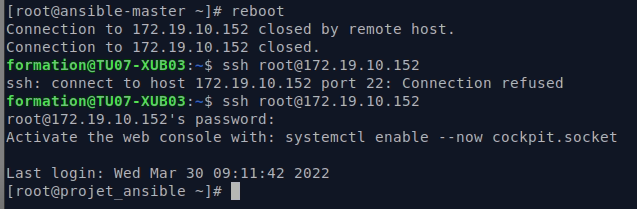 [root@ansible-master ~]# reboot
Connection to 172.19.10.152 closed by remote host.
Connection to 172.19.10.152 closed.
formation@TU07-XUB03:~$ ssh root@172.19.10.152
ssh: connect to host 172.19.10.152 port 22: Connection refused
formation@TU07-XUB03:~$ ssh root@172.19.10.152
root@172.19.10.152's password:
Activate the web console with: systemctl enable --now cockpit.socket
Last login: Wed Mar 30 09:11:42 2022
[root@projet_ansible ~]#